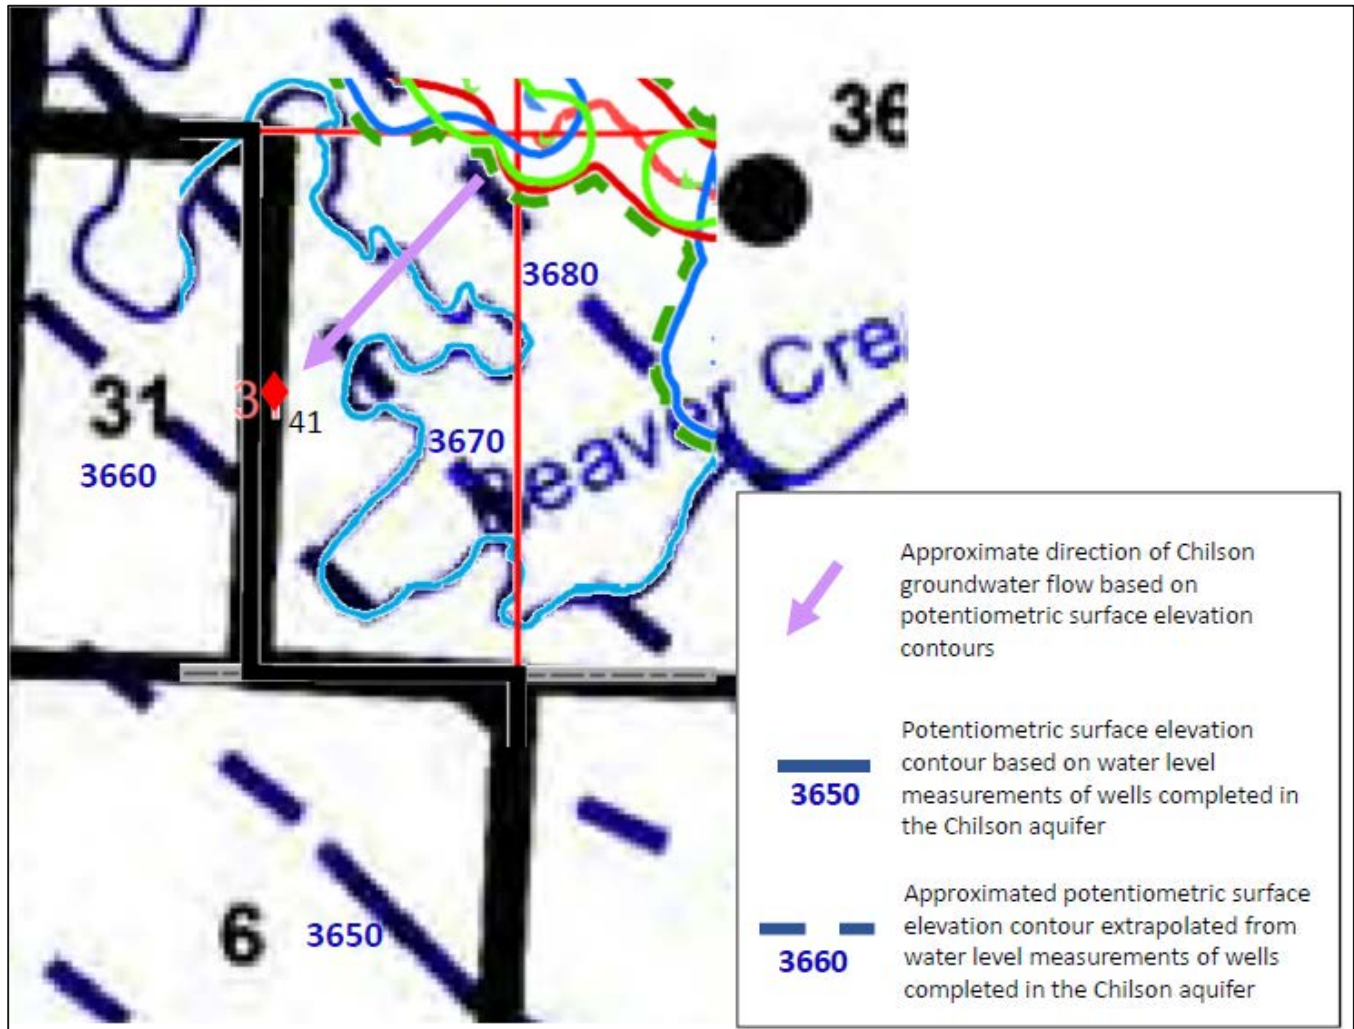 36
3680
Beaver Cre
31
3
41
3670
3660
6
3650
Approximate direction of Chilson
groundwater flow based on
potentiometric surface elevation
contours
Potentiometric surface elevation
contour based on water level
measurements of wells completed in
the Chilson aquifer
3650
Approximated potentiometric surface
elevation contour extrapolated from
water level measurements of wells
completed in the Chilson aquifer
3660